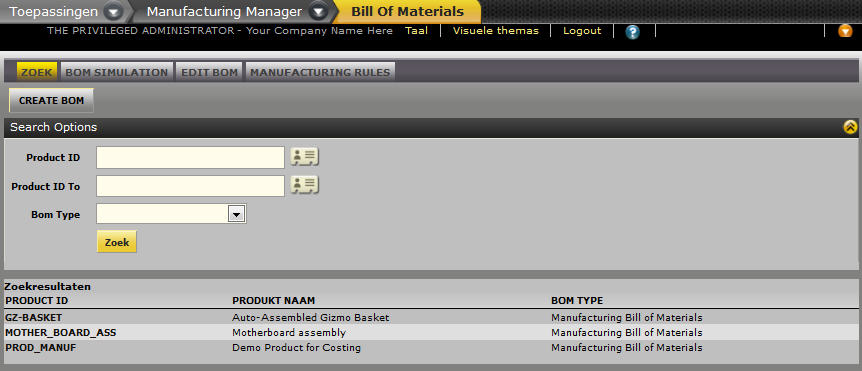 Toepassingen Manufacturing Manager Bill Of Materials
THE PRIVILEGED ADMINISTRATOR - Your Company Name Here Taal Visuele themas Logout ?
ZOEK BOM SIMULATION EDIT BOM MANUFACTURING RULES
CREATE BOM
Search Options
Product ID
Product ID To
Bom Type
Zoek
Zoekresultaten
PRODUCT ID PRODUKT NAAM BOM TYPE
GZ-BASKET Auto-Assembled Gizmo Basket Manufacturing Bill of Materials
MOTHER_BOARD_ASS Motherboard assembly Manufacturing Bill of Materials
PROD_MANUF Demo Product for Costing Manufacturing Bill of Materials